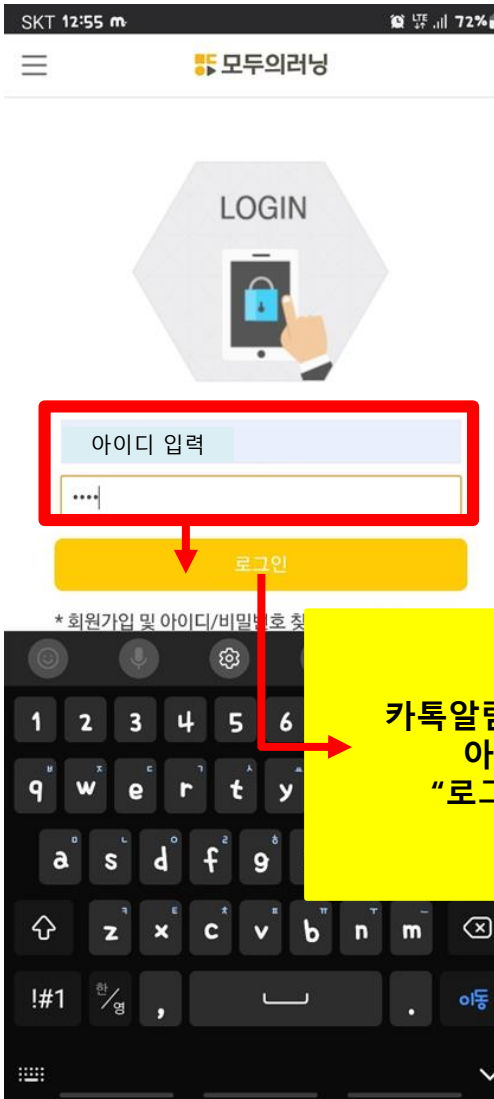 SKT 12:55 m LTE 72%
모두의러닝
LOGIN
아이디 입력
••••
로그인
* 회원가입 및 아이디/비밀번호 찾
카톡알림
아
“로그
1 2 3 4 5 6
q w e r t y
a s d f g
z x c v b n m
!#1 한/영 , . 이동